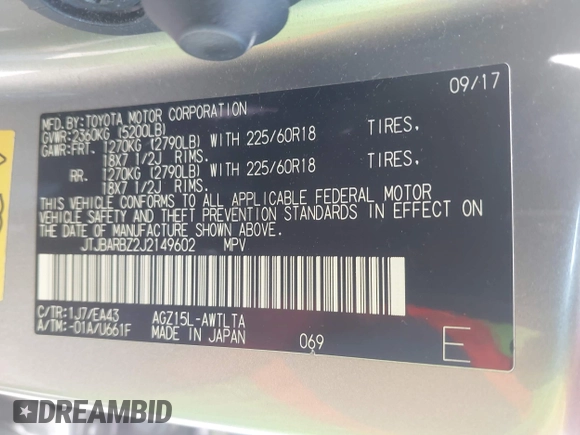 09/17
MFD.BY:TOYOTA MOTOR CORPORATION
GVWR:2360KG (5200LB)
GAWR:FRT. 1270KG (2790LB) WITH 225/60R18 TIRES,
18X7 1/2J RIMS.
RR. 1270KG (2790LB) WITH 225/60R18 TIRES,
18X7 1/2J RIMS.
THIS VEHICLE CONFORMS TO ALL APPLICABLE FEDERAL MOTOR
VEHICLE SAFETY AND THEFT PREVENTION STANDARDS IN EFFECT ON
THE DATE OF MANUFACTURE SHOWN ABOVE.
JTJBARBZ2J2149602 MPV
C/TR:1J7/EA43 AGZ15L-AWTLTA
A/TM:-01A/U661F MADE IN JAPAN 069 E
DREAMBID